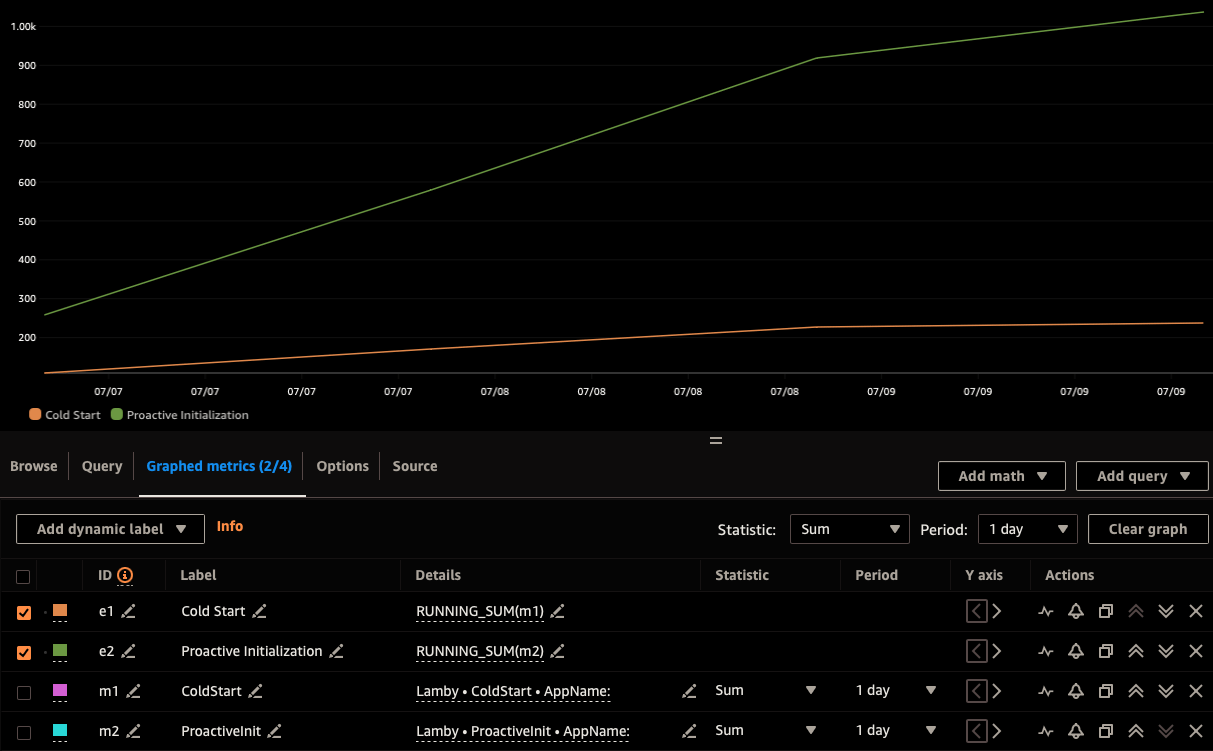 1.00k
900
800
700
600
500
400
300
200
07/07 07/07 07/07 07/07 07/08 07/08 07/08 07/08 07/09 07/09 07/09 07/09
Cold Start Proactive Initialization
Browse Query Graphed metrics (2/4) Options Source
Add math Add query
Add dynamic label Info Statistic: Sum Period: 1 day Clear graph
ID Label Details Statistic Period Y axis Actions
e1 Cold Start RUNNING_SUM(m1)
e2 Proactive Initialization RUNNING_SUM(m2)
m1 ColdStart Lamby • ColdStart • AppName: Sum 1 day
m2 ProactiveInit Lamby • ProactiveInit • AppName: Sum 1 day